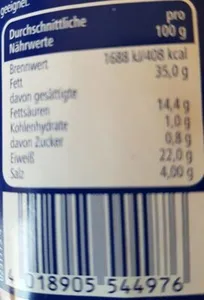 geeignet.
Durchschnittliche pro
Nährwerte 100 g
Brennwert 1688 kJ/408 kcal
Fett 35,0 g
davon gesättigte
Fettsäuren 14,4 g
Kohlenhydrate 1,0 g
davon Zucker 0,8 g
Eiweiß 22,0 g
Salz 4,00 g
4 018905 544976